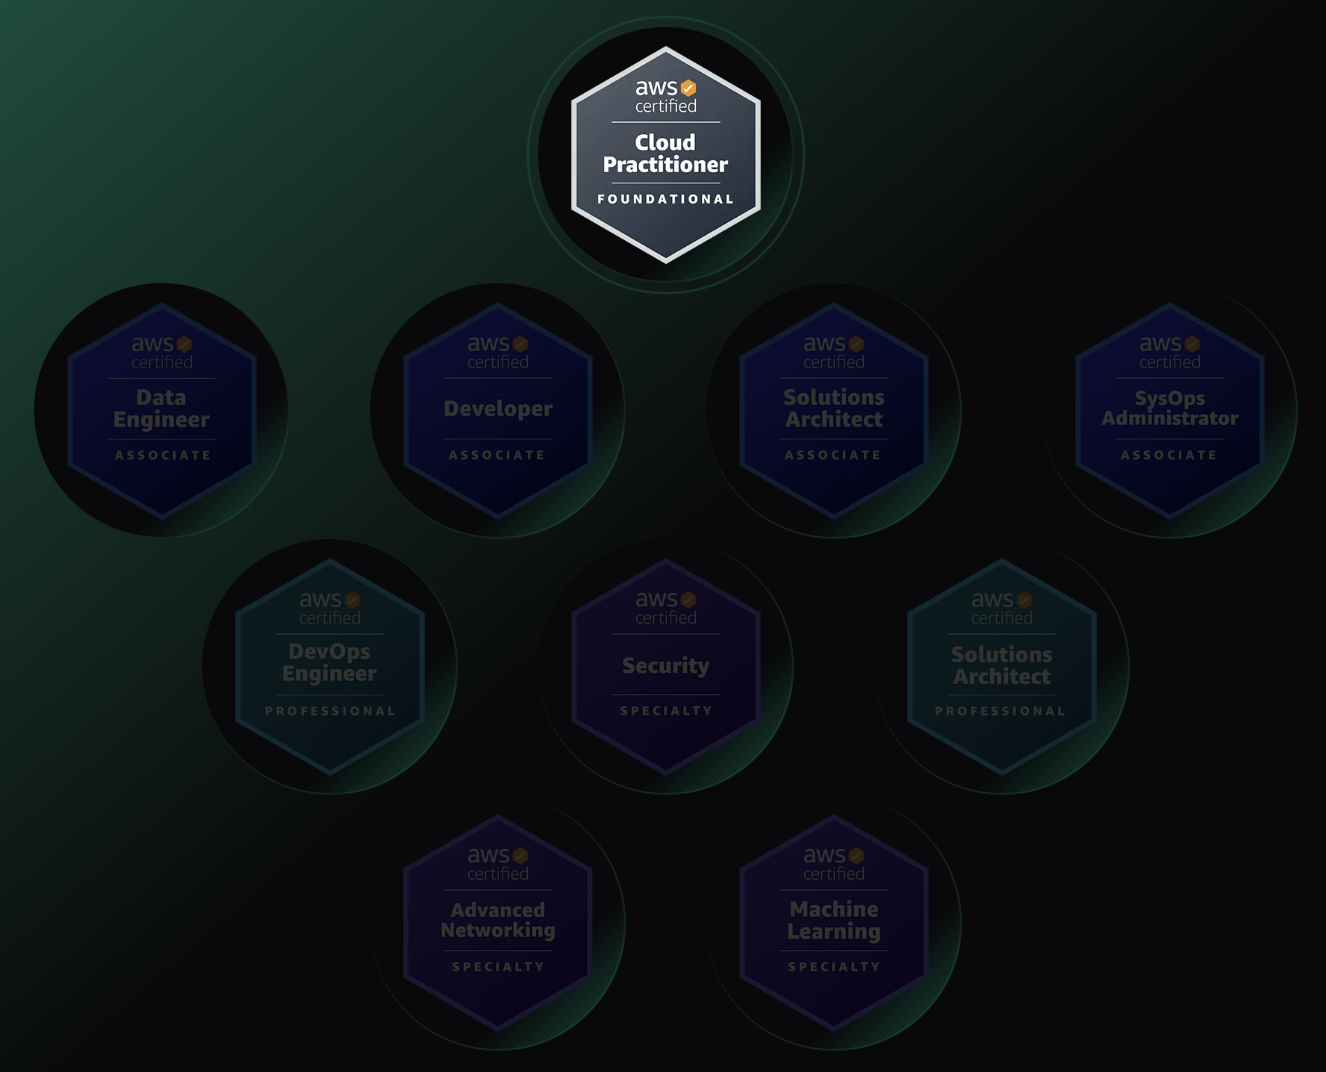 aws
certified
Cloud
Practitioner
FOUNDATIONAL
aws
certified
Data
Engineer
ASSOCIATE
aws
certified
Developer
ASSOCIATE
aws
certified
Solutions
Architect
ASSOCIATE
aws
certified
SysOps
Administrator
ASSOCIATE
aws
certified
DevOps
Engineer
PROFESSIONAL
aws
certified
Security
SPECIALTY
aws
certified
Solutions
Architect
PROFESSIONAL
aws
certified
Advanced
Networking
SPECIALTY
aws
certified
Machine
Learning
SPECIALTY